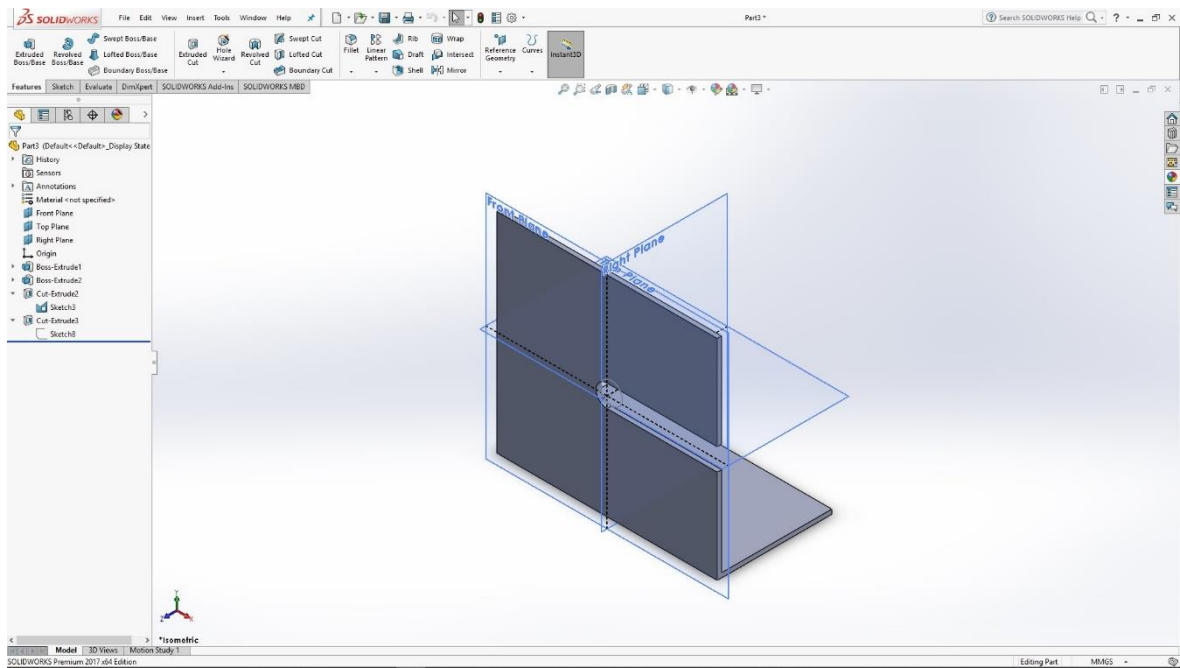 SOLIDWORKS File Edit View Insert Tools Window Help Part3 * Search SOLIDWORKS Help
Extruded Boss/Base Revolved Boss/Base Swept Boss/Base Lofted Boss/Base Boundary Boss/Base Extruded Cut Hole Wizard Revolved Cut Swept Cut Lofted Cut Boundary Cut Fillet Linear Pattern Rib Draft Shell Wrap Intersect Mirror Reference Geometry Curves Instant3D
Features Sketch Evaluate DimXpert SOLIDWORKS Add-Ins SOLIDWORKS MBD
Part3 (Default<<Default>_Display State
History
Sensors
Annotations
Material <not specified>
Front Plane
Top Plane
Right Plane
Origin
Boss-Extrude1
Boss-Extrude2
Cut-Extrude2
Sketch3
Cut-Extrude3
Sketch8
Front Plane
Right Plane
*Isometric
Model 3D Views Motion Study 1
SOLIDWORKS Premium 2017 x64 Edition Editing Part MMGS